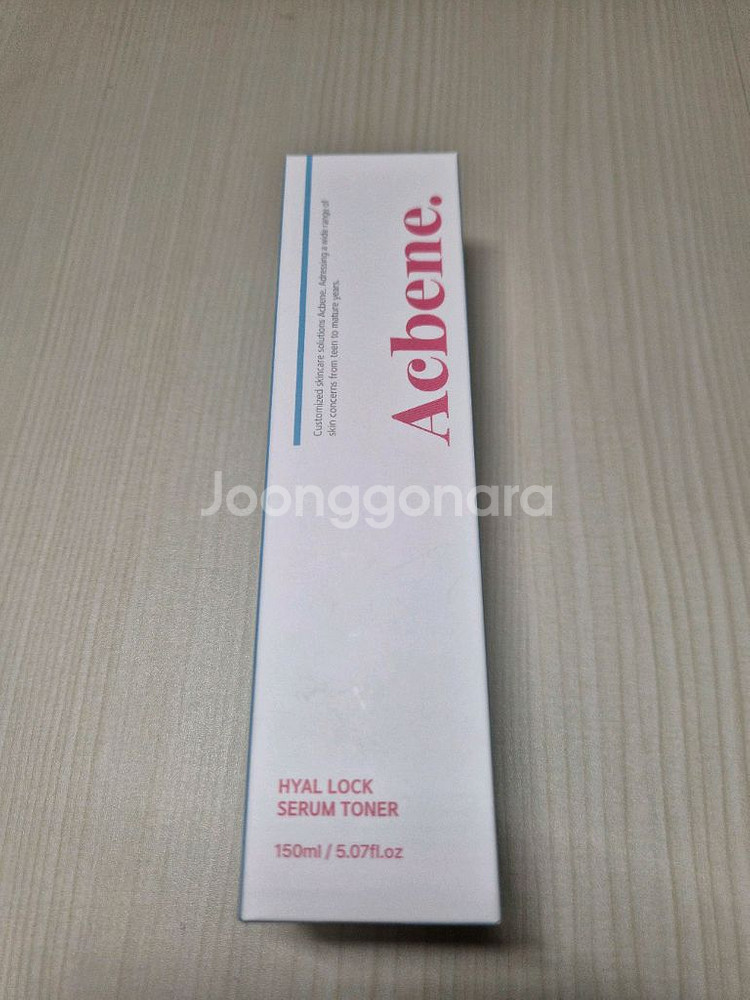 Acbene.
Customized skincare solutions Acbene. Adressing a wide range of
skin concerns from teen to mature years.
Joonggonara
HYAL LOCK
SERUM TONER
150ml / 5.07fl.oz